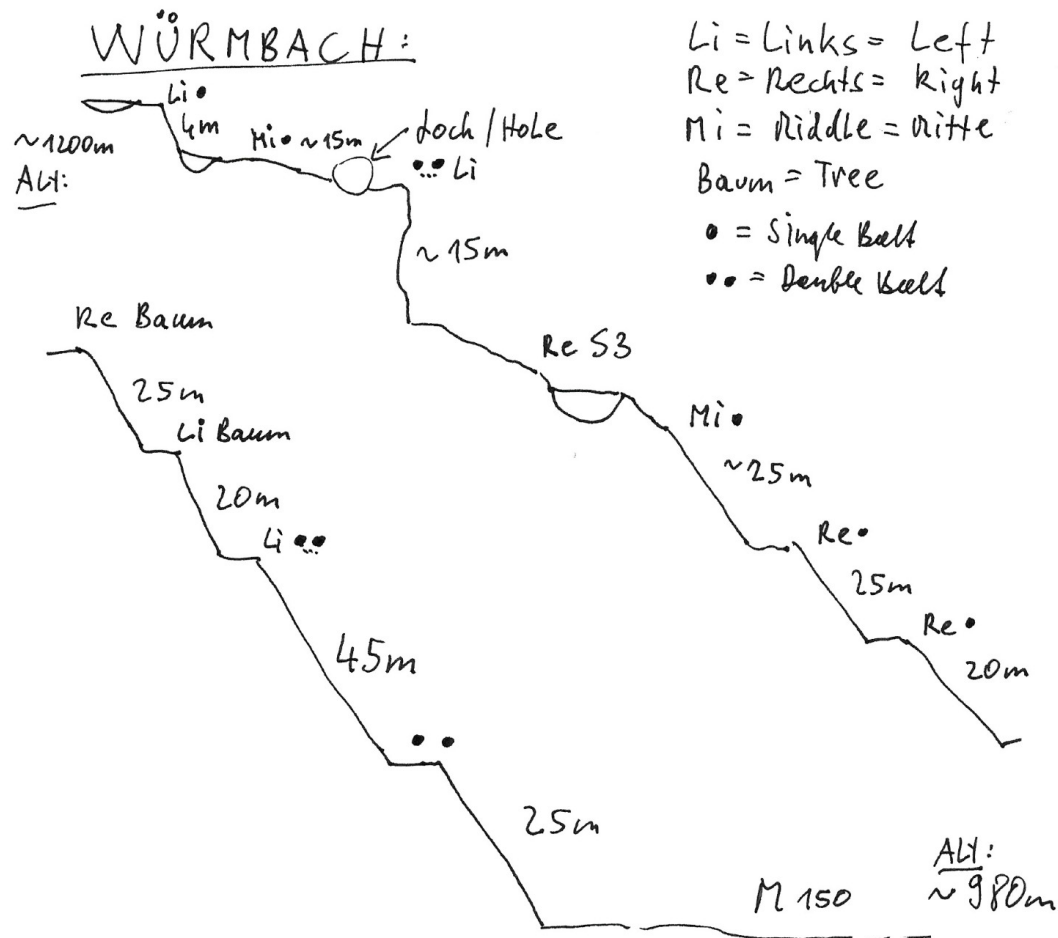 WÜRMBACH:
Li = Links = Left
Re = Rechts = Right
Mi = Middle = Mitte
Baum = Tree
• = Single Bolt
•• = Double Bolt
~1200m
ALT:
Li •
4m
Mi • ~15m
Loch / Hole
•• Li
~15m
Re S3
Mi •
~25m
Re •
25m
Re •
20m
Re Baum
25m
Li Baum
20m
Li ••
45m
• •
25m
M 150
ALT:
~980m